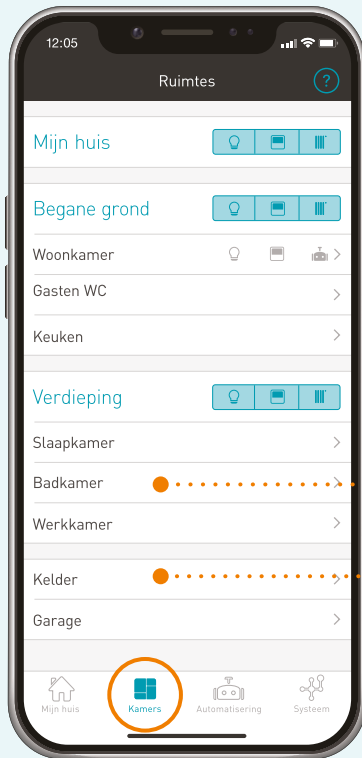 12:05
Ruimtes
?
Mijn huis
Begane grond
Woonkamer
Gasten WC
Keuken
Verdieping
Slaapkamer
Badkamer
Werkkamer
Kelder
Garage
Mijn huis Kamers Automatisering Systeem